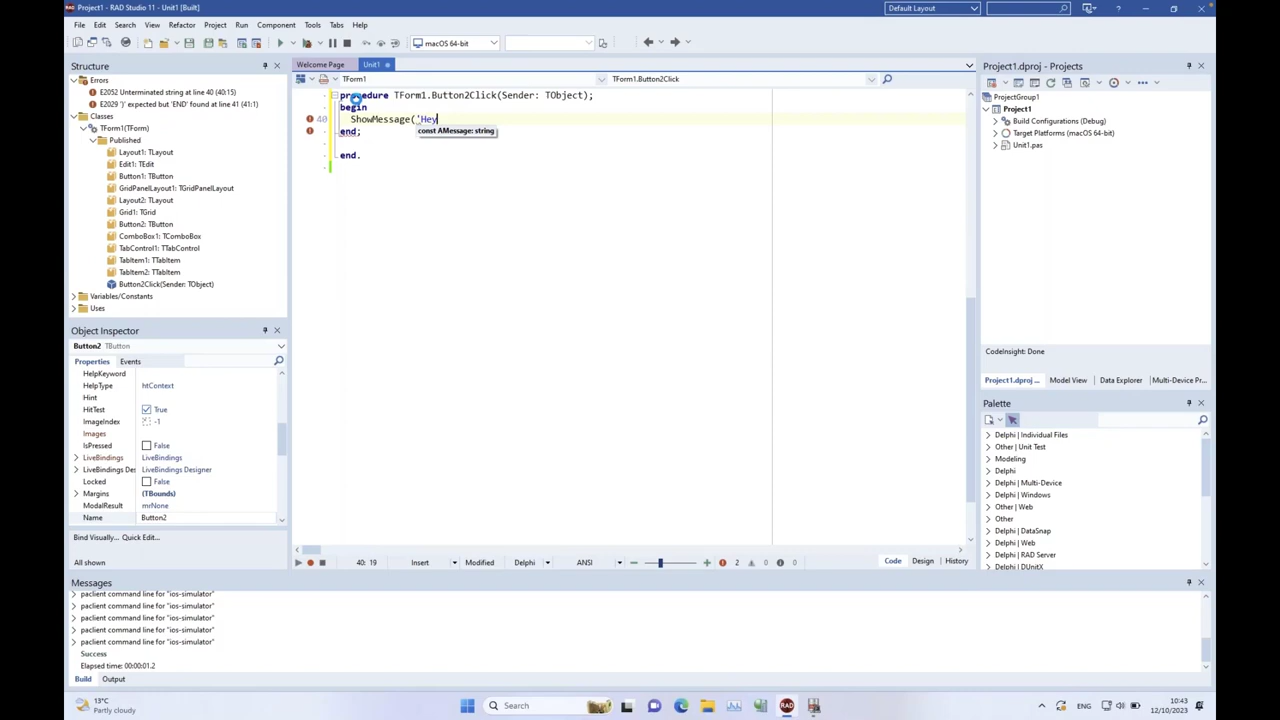 Project1 - RAD Studio 11 - Unit1 [Built]
Default Layout
File Edit Search View Refactor Project Run Component Tools Tabs Help
macOS 64-bit
Structure
Errors
E2052 Unterminated string at line 40 (40:15)
E2029 ')' expected but 'END' found at line 41 (41:1)
Classes
TForm1(TForm)
Published
Layout1: TLayout
Edit1: TEdit
Button1: TButton
GridPanelLayout1: TGridPanelLayout
Layout2: TLayout
Grid1: TGrid
Button2: TButton
ComboBox1: TComboBox
TabControl1: TTabControl
TabItem1: TTabItem
TabItem2: TTabItem
Button2Click(Sender: TObject)
Variables/Constants
Uses
Object Inspector
Button2 TButton
Properties Events
HelpKeyword
HelpType htContext
Hint
HitTest True
ImageIndex -1
Images
IsPressed False
LiveBindings LiveBindings
LiveBindings Des LiveBindings Designer
Locked False
Margins (TBounds)
ModalResult mrNone
Name Button2
Bind Visually... Quick Edit...
All shown
Welcome Page Unit1
TForm1 TForm1.Button2Click
procedure TForm1.Button2Click(Sender: TObject);
begin
40 ShowMessage('Hey
const AMessage: string
end;
end.
40: 19 Insert Modified Delphi ANSI 2 0 0 Code Design History
Project1.dproj - Projects
ProjectGroup1
Project1
Build Configurations (Debug)
Target Platforms (macOS 64-bit)
Unit1.pas
CodeInsight: Done
Project1.dproj ... Model View Data Explorer Multi-Device Pr...
Palette
Delphi | Individual Files
Other | Unit Test
Modeling
Delphi
Delphi | Multi-Device
Delphi | Windows
Other | Web
Other
Delphi | DataSnap
Delphi | Web
Delphi | RAD Server
Delphi | DUnitX
Messages
paclient command line for "ios-simulator"
paclient command line for "ios-simulator"
paclient command line for "ios-simulator"
paclient command line for "ios-simulator"
paclient command line for "ios-simulator"
Success
Elapsed time: 00:00:01.2
Build Output
13°C
Partly cloudy
Search
RAD
ENG
10:43
12/10/2023